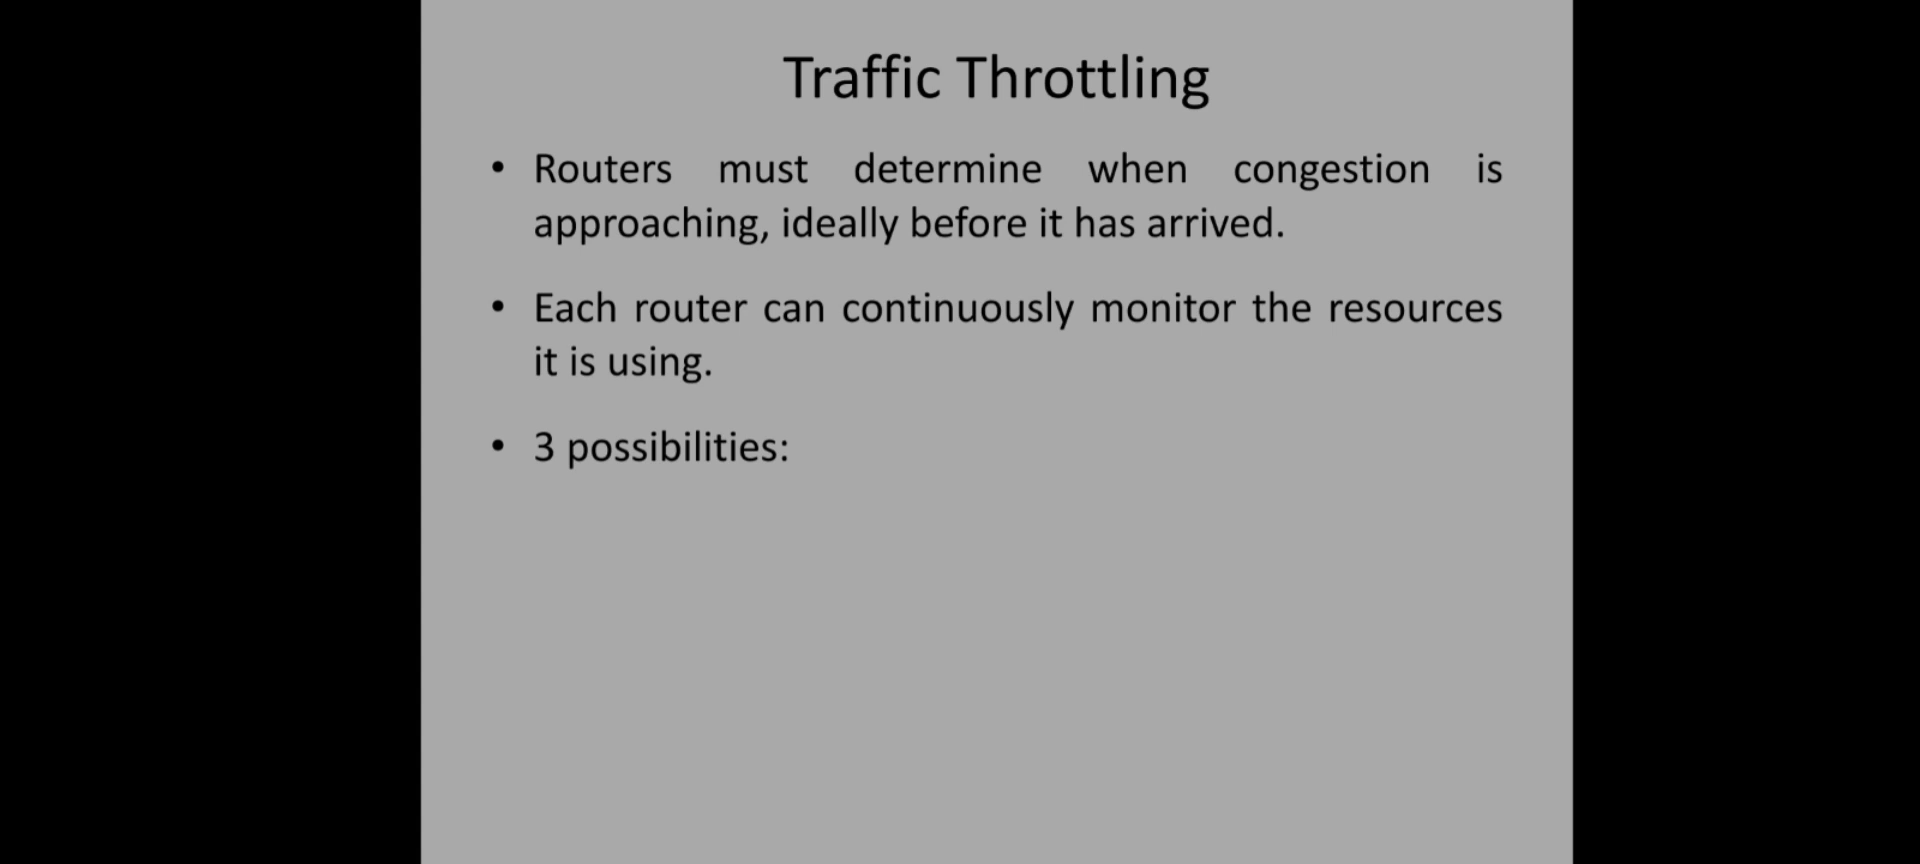 Traffic Throttling
• Routers must determine when congestion is
approaching, ideally before it has arrived.
• Each router can continuously monitor the resources
it is using.
• 3 possibilities: